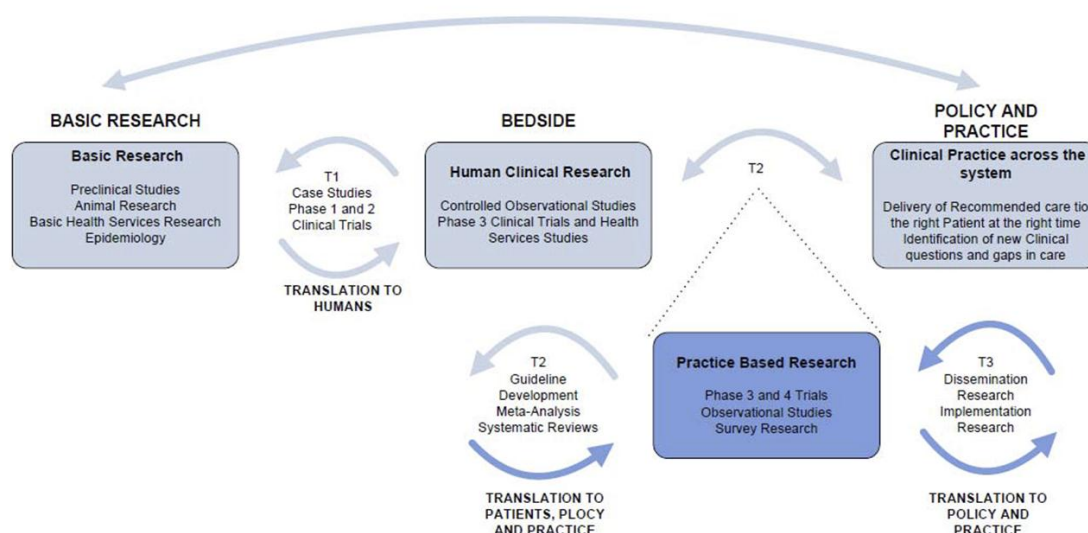 BASIC RESEARCH
Basic Research
Preclinical Studies
Animal Research
Basic Health Services Research
Epidemiology
T1
Case Studies
Phase 1 and 2
Clinical Trials
TRANSLATION TO
HUMANS
BEDSIDE
Human Clinical Research
Controlled Observational Studies
Phase 3 Clinical Trials and Health
Services Studies
T2
POLICY AND
PRACTICE
Clinical Practice across the
system
Delivery of Recommended care tio
the right Patient at the right time
Identification of new Clinical
questions and gaps in care
T2
Guideline
Development
Meta-Analysis
Systematic Reviews
TRANSLATION TO
PATIENTS, PLOCY
AND PRACTICE
Practice Based Research
Phase 3 and 4 Trials
Observational Studies
Survey Research
T3
Dissemination
Research
Implementation
Research
TRANSLATION TO
POLICY AND
PRACTICE